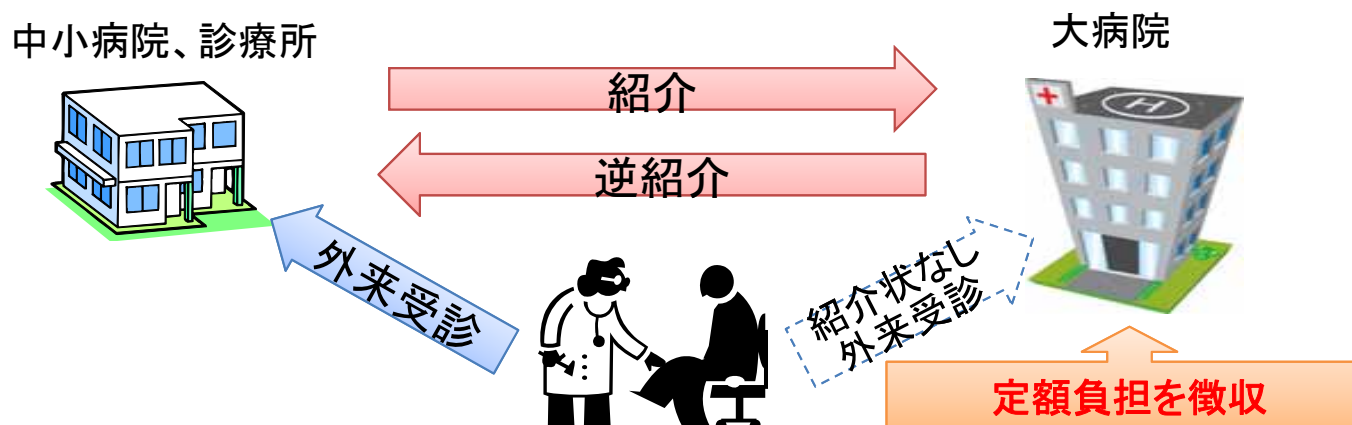 中小病院、診療所
大病院
紹介
逆紹介
外来受診
紹介状なし
外来受診
定額負担を徴収
H